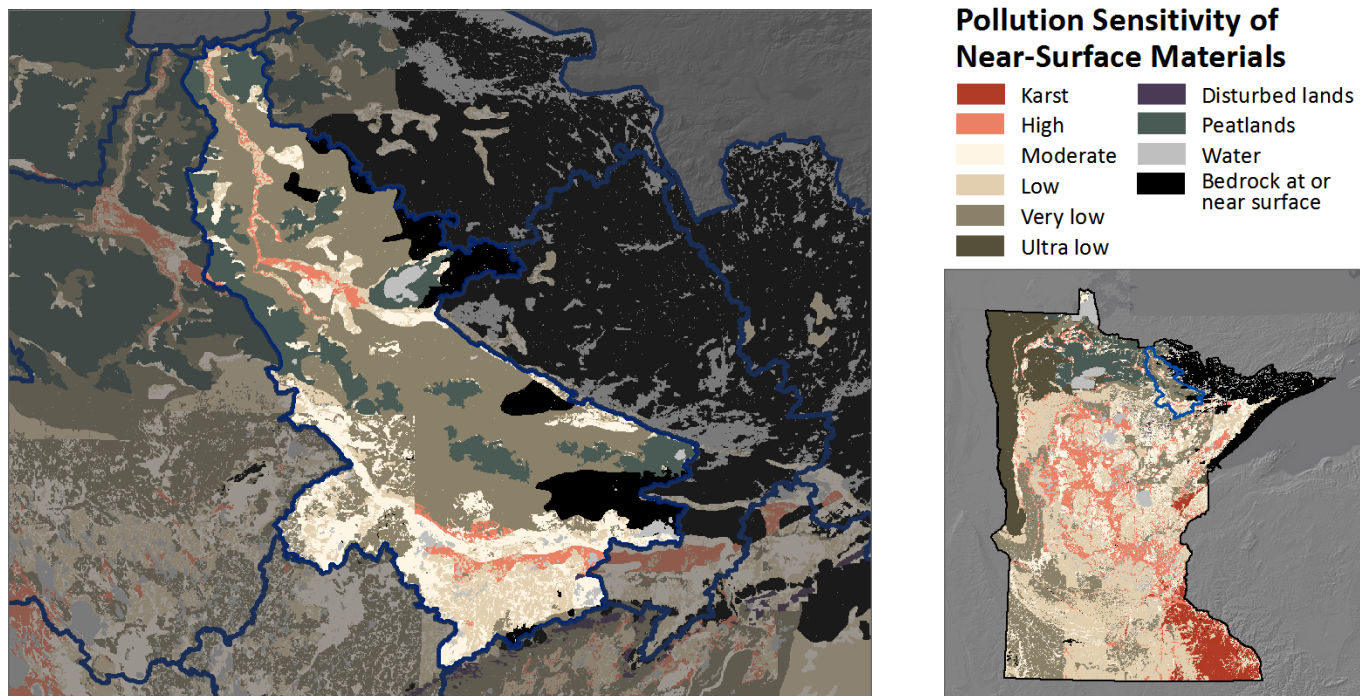 Pollution Sensitivity of
Near-Surface Materials
Karst
High
Moderate
Low
Very low
Ultra low
Disturbed lands
Peatlands
Water
Bedrock at or
near surface